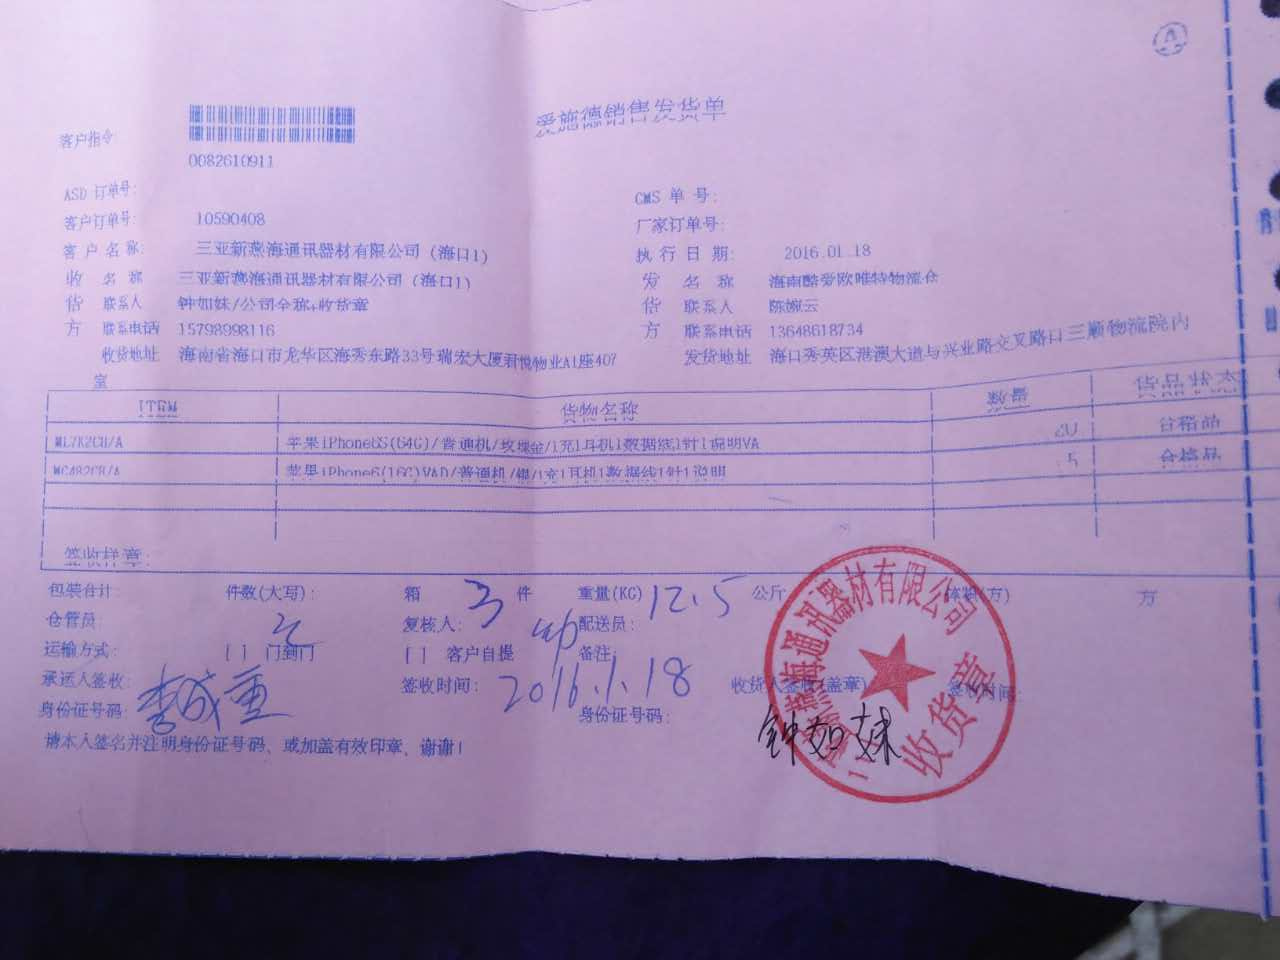 爱施德销售发货单
客户指令:
0082610911
ASD 订单号: CMS 单 号:
客户订单号: 10590408 厂家订单号:
客 户 名 称: 三亚新燕海通讯器材有限公司（海口1） 执 行 日 期: 2016.01.18
收 名 称 三亚新燕海通讯器材有限公司（海口1） 发 名 称 海南酷爱欧唯特物流仓
货 联系人 钟如妹/公司全称+收货章 货 联系人 陈婉云
方 联系电话 15798998116 方 联系电话 13648618734
收货地址 海南省海口市龙华区海秀东路33号瑞宏大厦君悦物业A1座407室 发货地址 海口秀英区港澳大道与兴业路交叉路口三顺物流院内
ITEM 货物名称 数量 货品状态
苹果iPhone6S(64G)/普通机/玫瑰金/1充1耳机1数据线1针1说明VA 20 合格品
苹果iPhone6(16G)VAD/普通机/银/1充1耳机1数据线1针1说明 5 合格品
签收样章:
包装合计: 件数(大写): 箱 3 件 重量(KG) 12.5 公斤 体积(方) 方
仓管员: 复核人: 配送员:
运输方式: [ ] 门到门 [ ] 客户自提 备注:
承运人签收: 签收时间: 2016.1.18 收货人签收(盖章) 签收时间:
身份证号码: 身份证号码: 钟如妹
请本人签名并注明身份证号码、或加盖有效印章、谢谢！
燕海通讯器材有限公司
收货章